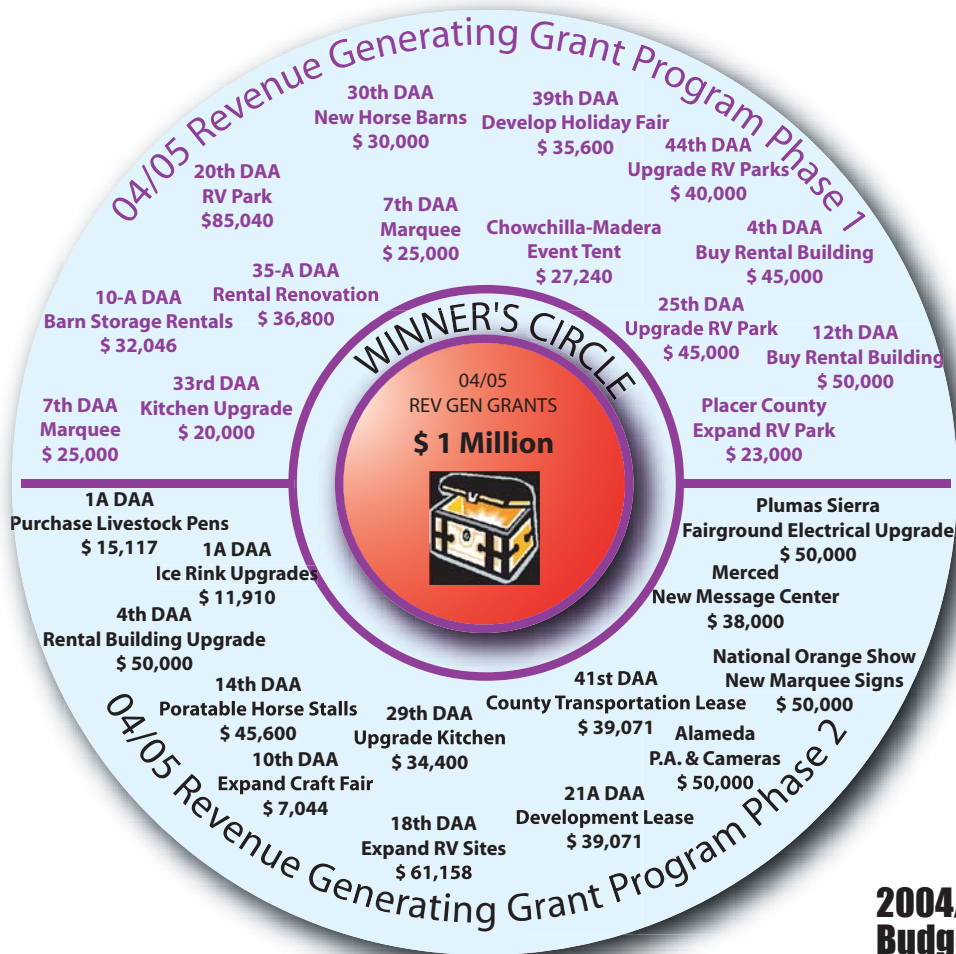 04/05 Revenue Generating Grant Program Phase 1
30th DAA
New Horse Barns
$ 30,000
39th DAA
Develop Holiday Fair
$ 35,600
44th DAA
Upgrade RV Parks
$ 40,000
20th DAA
RV Park
$85,040
7th DAA
Marquee
$ 25,000
Chowchilla-Madera
Event Tent
$ 27,240
4th DAA
Buy Rental Building
$ 45,000
35-A DAA
Rental Renovation
$ 36,800
10-A DAA
Barn Storage Rentals
$ 32,046
25th DAA
Upgrade RV Park
$ 45,000
12th DAA
Buy Rental Building
$ 50,000
33rd DAA
Kitchen Upgrade
$ 20,000
7th DAA
Marquee
$ 25,000
Placer County
Expand RV Park
$ 23,000
WINNER'S CIRCLE
04/05
REV GEN GRANTS
$ 1 Million
1A DAA
Purchase Livestock Pens
$ 15,117
1A DAA
Ice Rink Upgrades
$ 11,910
4th DAA
Rental Building Upgrade
$ 50,000
Plumas Sierra
Fairground Electrical Upgrade
$ 50,000
Merced
New Message Center
$ 38,000
National Orange Show
New Marquee Signs
$ 50,000
14th DAA
Poratable Horse Stalls
$ 45,600
29th DAA
Upgrade Kitchen
$ 34,400
41st DAA
County Transportation Lease
$ 39,071
Alameda
P.A. & Cameras
$ 50,000
10th DAA
Expand Craft Fair
$ 7,044
18th DAA
Expand RV Sites
$ 61,158
21A DAA
Development Lease
$ 39,071
04/05 Revenue Generating Grant Program Phase 2
2004/
Budg